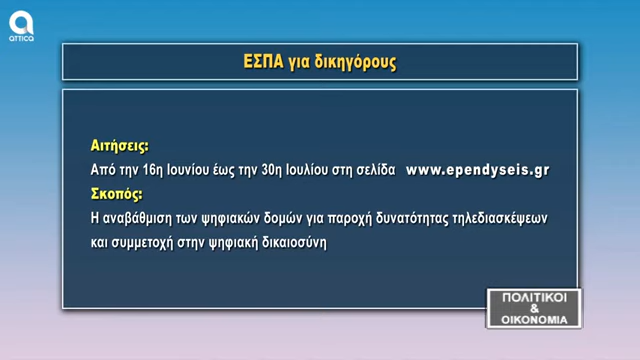 attica
ΕΣΠΑ για δικηγόρους
Αιτήσεις:
Από την 16η Ιουνίου έως την 30η Ιουλίου στη σελίδα www.ependyseis.gr
Σκοπός:
Η αναβάθμιση των ψηφιακών δομών για παροχή δυνατότητας τηλεδιασκέψεων
και συμμετοχή στην ψηφιακή δικαιοσύνη
ΠΟΛΙΤΙΚΟΙ
&
ΟΙΚΟΝΟΜΙΑ